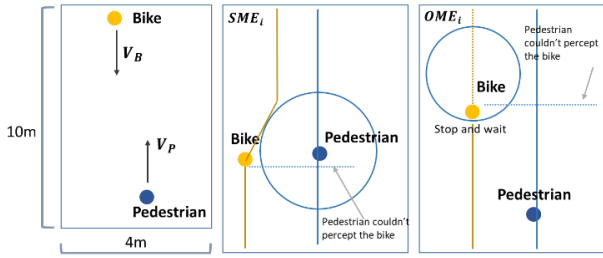 Bike
V_B
10m
V_P
Pedestrian
4m
SME_i
Bike
Pedestrian
Pedestrian couldn't
percept the bike
OME_i
Pedestrian
couldn't percept
the bike
Bike
Stop and wait
Pedestrian